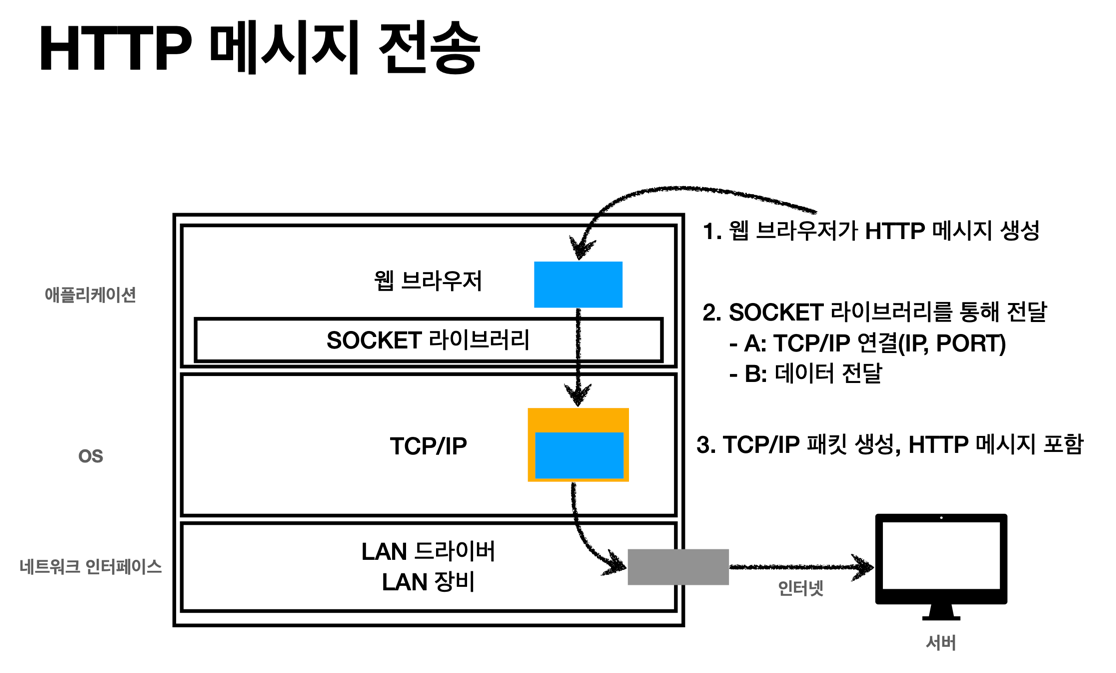 HTTP 메시지 전송
1. 웹 브라우저가 HTTP 메시지 생성
애플리케이션
웹 브라우저
SOCKET 라이브러리
2. SOCKET 라이브러리를 통해 전달
- A: TCP/IP 연결(IP, PORT)
- B: 데이터 전달
OS
TCP/IP
3. TCP/IP 패킷 생성, HTTP 메시지 포함
네트워크 인터페이스
LAN 드라이버
LAN 장비
인터넷
서버